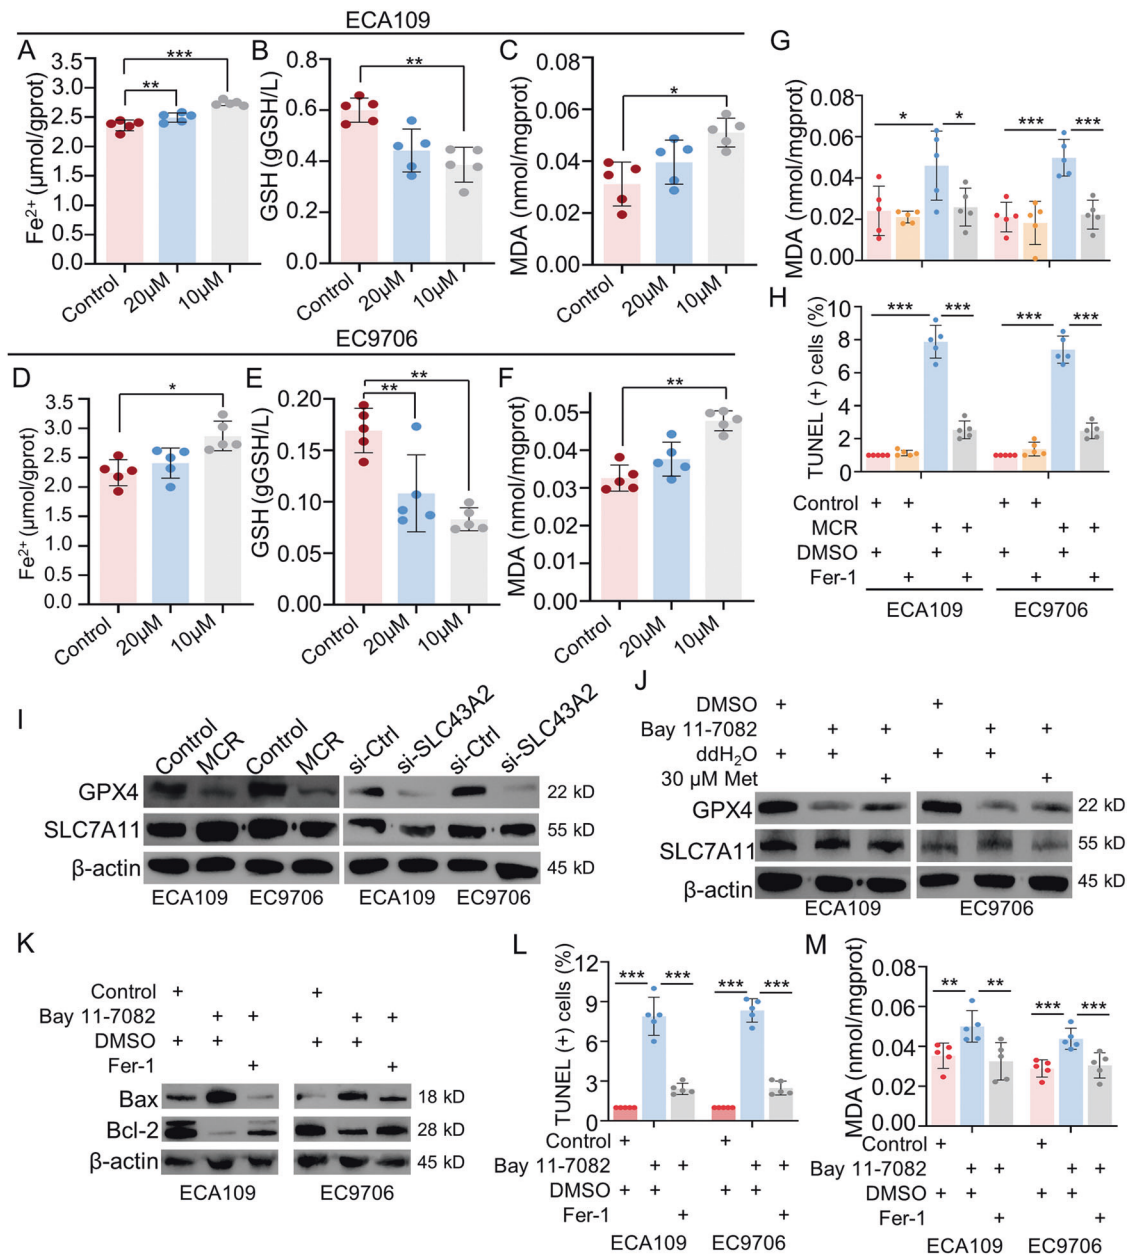 ECA109
A
Fe²⁺ (μmol/gprot)
3.5
3.0
2.5
2.0
1.5
1.0
0.5
0.0
***
**
Control
20μM
10μM
B
GSH (gGSH/L)
0.8
0.6
0.4
0.2
0.0
**
Control
20μM
10μM
C
MDA (nmol/mgprot)
0.08
0.06
0.04
0.02
0.00
*
Control
20μM
10μM
G
MDA (nmol/mgprot)
0.08
0.06
0.04
0.02
0.00
* * *** ***
H
TUNEL (+) cells (%)
10
8
6
4
2
0
*** *** *** ***
Control + + + +
MCR + + + +
DMSO + + + +
Fer-1 + + + +
ECA109 EC9706
EC9706
D
Fe²⁺ (μmol/gprot)
3.5
3.0
2.5
2.0
1.5
1.0
0.5
0.0
*
Control
20μM
10μM
E
GSH (gGSH/L)
0.20
0.15
0.10
0.05
0.00
**
**
Control
20μM
10μM
F
MDA (nmol/mgprot)
0.05
0.04
0.03
0.02
0.01
0.00
**
Control
20μM
10μM
I
Control MCR Control MCR si-Ctrl si-SLC43A2 si-Ctrl si-SLC43A2
GPX4 22 kD
SLC7A11 55 kD
β-actin 45 kD
ECA109 EC9706 ECA109 EC9706
J
DMSO + +
Bay 11-7082 + + + +
ddH₂O + + + +
30 μM Met + +
GPX4 22 kD
SLC7A11 55 kD
β-actin 45 kD
ECA109 EC9706
K
Control + +
Bay 11-7082 + + + +
DMSO + + + +
Fer-1 + +
Bax 18 kD
Bcl-2 28 kD
β-actin 45 kD
ECA109 EC9706
L
TUNEL (+) cells (%)
12
9
6
3
0
*** *** *** ***
Control + +
Bay 11-7082 + + + +
DMSO + + + +
Fer-1 + +
ECA109 EC9706
M
MDA (nmol/mgprot)
0.08
0.06
0.04
0.02
0.00
** ** *** ***
Control + +
Bay 11-7082 + + + +
DMSO + + + +
Fer-1 + +
ECA109 EC9706